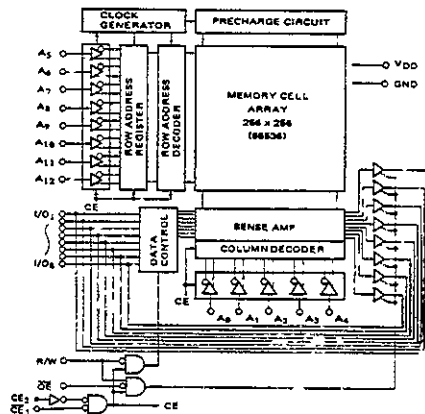 CLOCK GENERATOR
PRECHARGE CIRCUIT
A5
A6
A7
A8
A9
A10
A11
A12
ROW ADDRESS REGISTER
ROW ADDRESS DECODER
MEMORY CELL
ARRAY
256 x 256
(65536)
VDD
GND
CE
I/O1
I/O8
DATA CONTROL
SENSE AMP
COLUMN DECODER
CE
A0
A1
A2
A3
A4
R/W
OE
CE2
CE1
CE